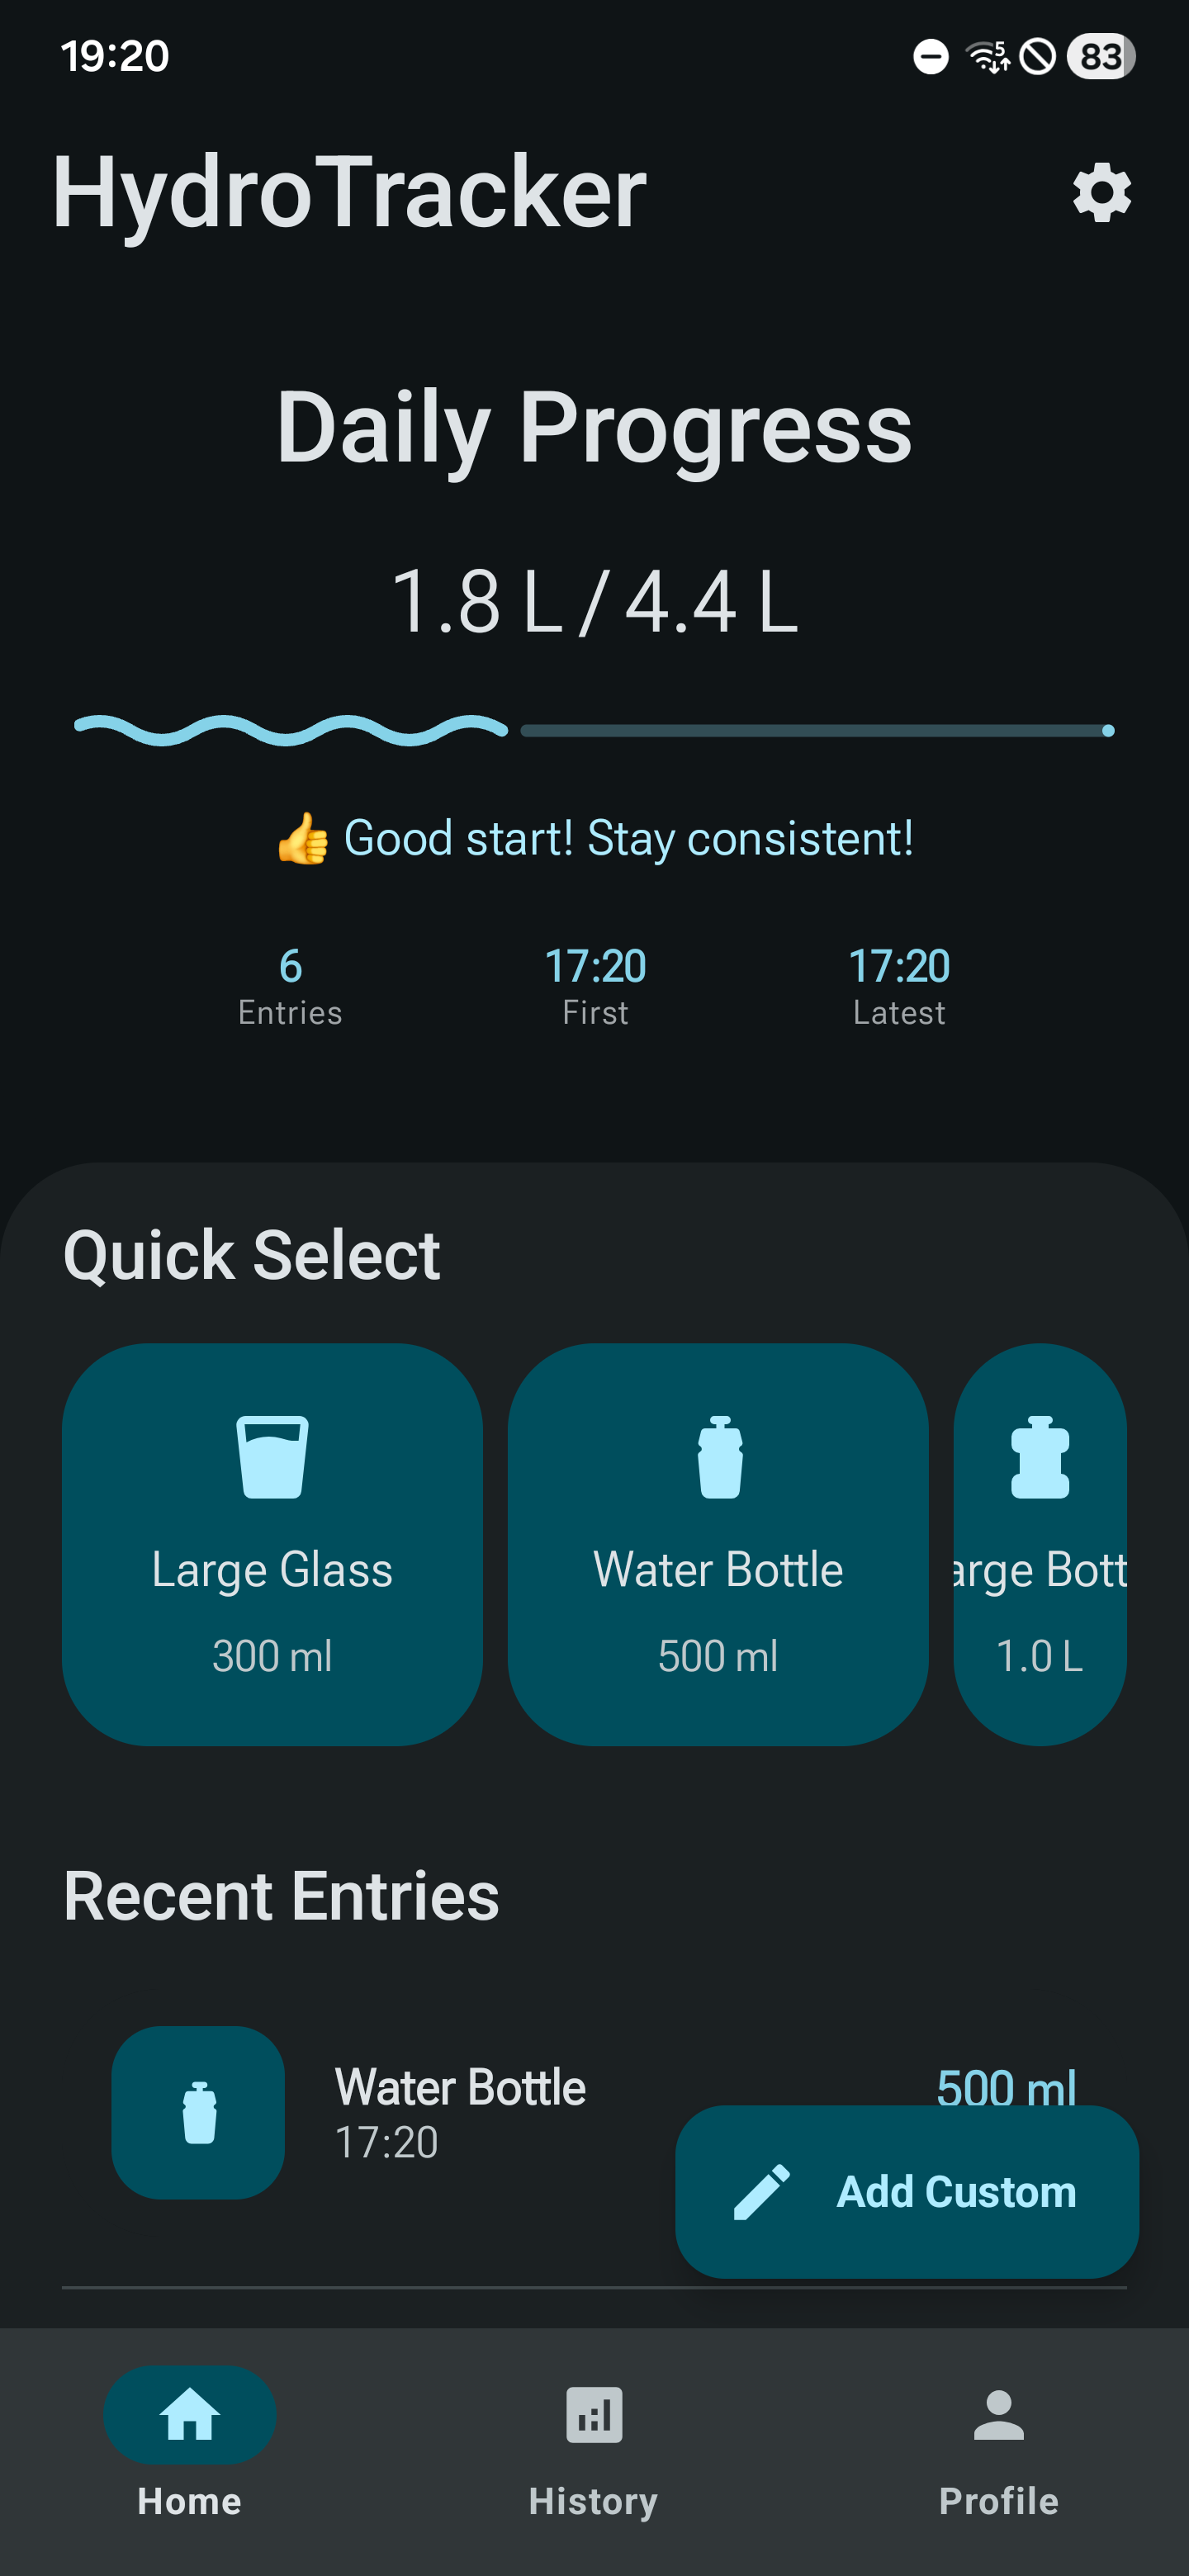 19:20
5
83
HydroTracker
Daily Progress
1.8 L / 4.4 L
👍 Good start! Stay consistent!
6 17:20 17:20
Entries First Latest
Quick Select
Large Glass Water Bottle arge Bott
300 ml 500 ml 1.0 L
Recent Entries
Water Bottle 500 ml
17:20
Add Custom
Home History Profile